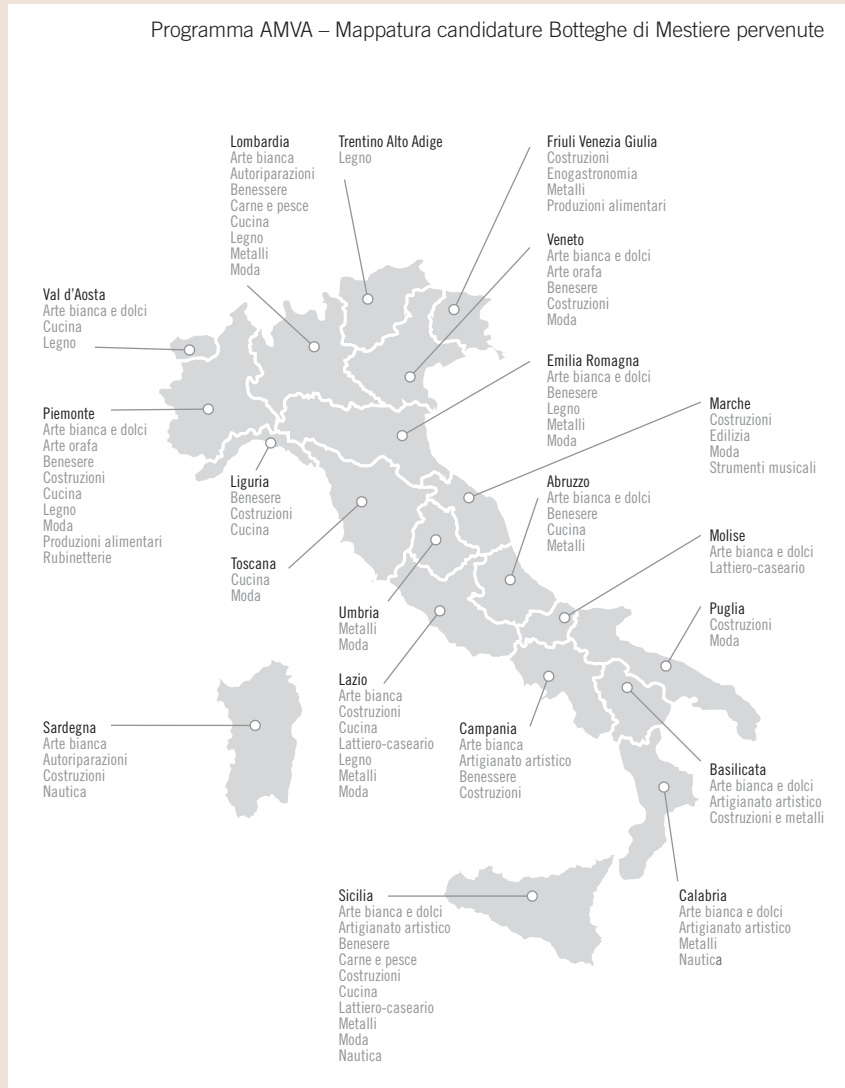 Programma AMVA – Mappatura candidature Botteghe di Mestiere pervenute
Lombardia
Arte bianca
Autoriparazioni
Benessere
Carne e pesce
Cucina
Legno
Metalli
Moda
Trentino Alto Adige
Legno
Friuli Venezia Giulia
Costruzioni
Enogastronomia
Metalli
Produzioni alimentari
Veneto
Arte bianca e dolci
Arte orafa
Benesere
Costruzioni
Moda
Val d'Aosta
Arte bianca e dolci
Cucina
Legno
Emilia Romagna
Arte bianca e dolci
Benesere
Legno
Metalli
Moda
Marche
Costruzioni
Edilizia
Moda
Strumenti musicali
Piemonte
Arte bianca e dolci
Arte orafa
Benesere
Costruzioni
Cucina
Legno
Moda
Produzioni alimentari
Rubinetterie
Liguria
Benesere
Costruzioni
Cucina
Abruzzo
Arte bianca e dolci
Benesere
Cucina
Metalli
Molise
Arte bianca e dolci
Lattiero-caseario
Toscana
Cucina
Moda
Umbria
Metalli
Moda
Puglia
Costruzioni
Moda
Lazio
Arte bianca
Costruzioni
Cucina
Lattiero-caseario
Legno
Metalli
Moda
Sardegna
Arte bianca
Autoriparazioni
Costruzioni
Nautica
Campania
Arte bianca
Artigianato artistico
Benessere
Costruzioni
Basilicata
Arte bianca e dolci
Artigianato artistico
Costruzioni e metalli
Sicilia
Arte bianca e dolci
Artigianato artistico
Benesere
Carne e pesce
Costruzioni
Cucina
Lattiero-caseario
Metalli
Moda
Nautica
Calabria
Arte bianca e dolci
Artigianato artistico
Metalli
Nautica